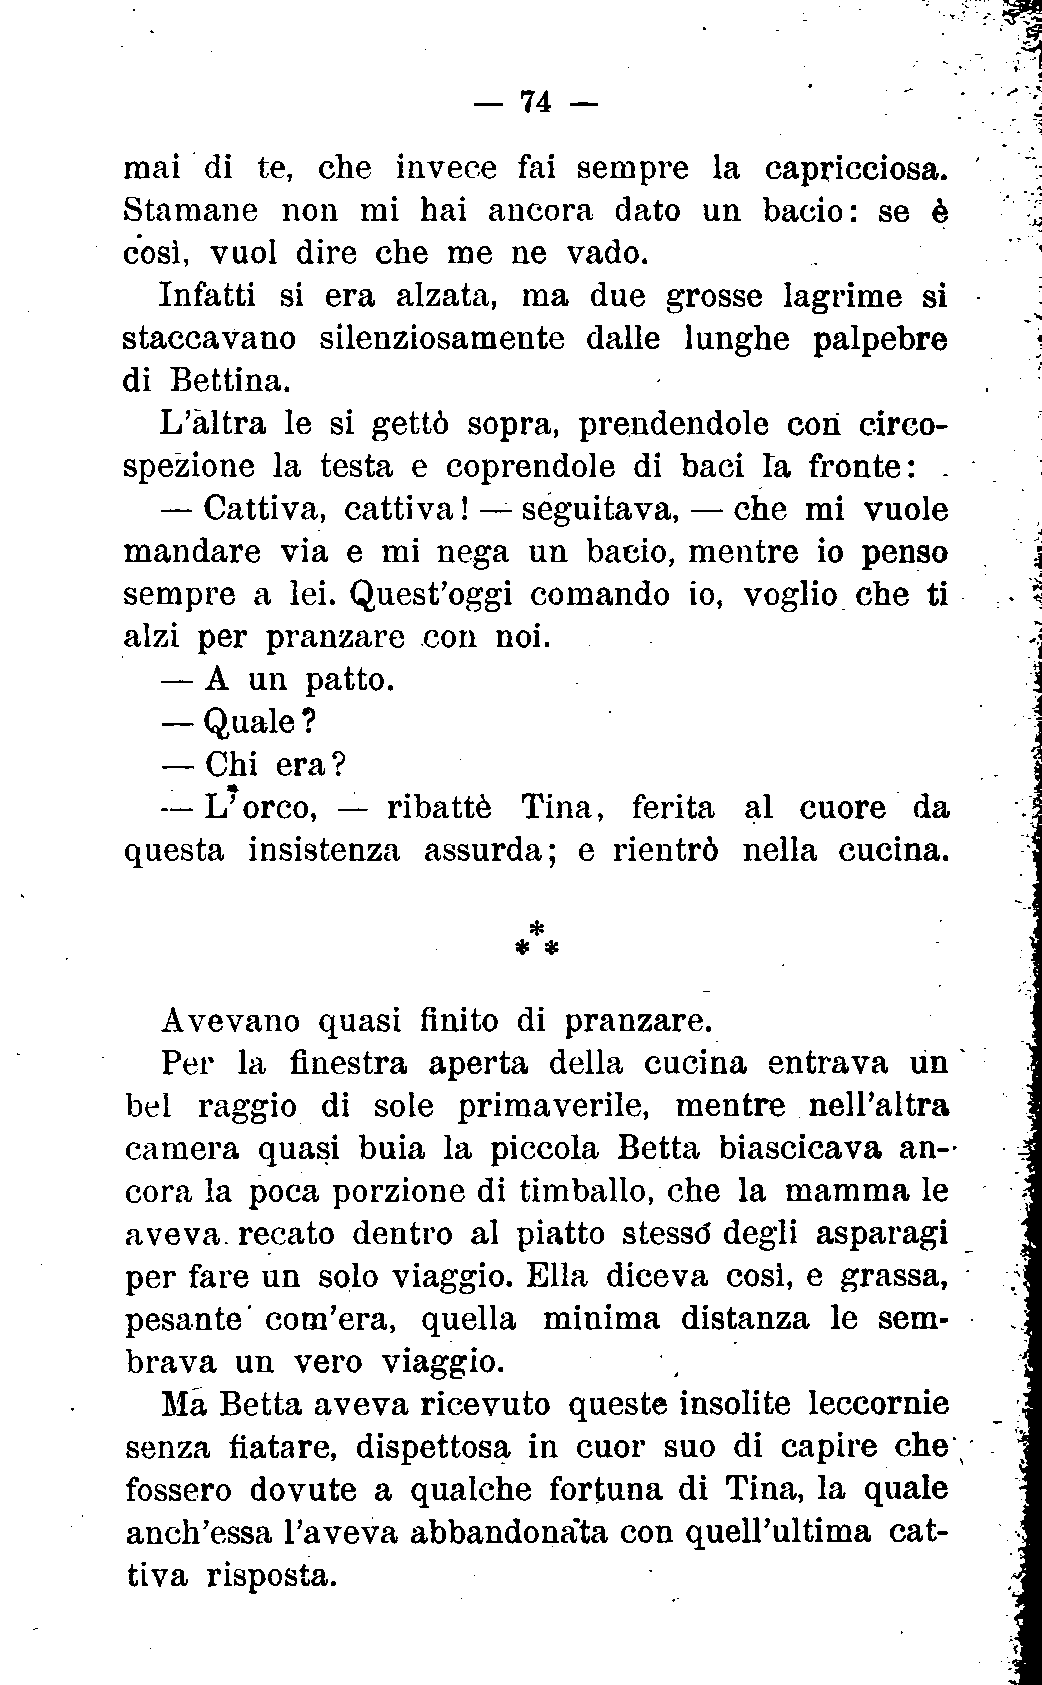 — 74 —
mai di te, che invece fai sempre la capricciosa.
Stamane non mi hai ancora dato un bacio: se è
così, vuol dire che me ne vado.
Infatti si era alzata, ma due grosse lagrime si
staccavano silenziosamente dalle lunghe palpebre
di Bettina.
L'altra le si gettò sopra, prendendole con circo-
spezione la testa e coprendole di baci la fronte:
— Cattiva, cattiva! — seguitava, — che mi vuole
mandare via e mi nega un bacio, mentre io penso
sempre a lei. Quest'oggi comando io, voglio che ti
alzi per pranzare con noi.
— A un patto.
— Quale?
— Chi era?
— L'orco, — ribattè Tina, ferita al cuore da
questa insistenza assurda; e rientrò nella cucina.
*
* *
Avevano quasi finito di pranzare.
Per la finestra aperta della cucina entrava un
bel raggio di sole primaverile, mentre nell'altra
camera quasi buia la piccola Betta biascicava an-
cora la poca porzione di timballo, che la mamma le
aveva recato dentro al piatto stesso degli asparagi
per fare un solo viaggio. Ella diceva così, e grassa,
pesante com'era, quella minima distanza le sem-
brava un vero viaggio.
Ma Betta aveva ricevuto queste insolite leccornie
senza fiatare, dispettosa in cuor suo di capire che
fossero dovute a qualche fortuna di Tina, la quale
anch'essa l'aveva abbandonata con quell'ultima cat-
tiva risposta.